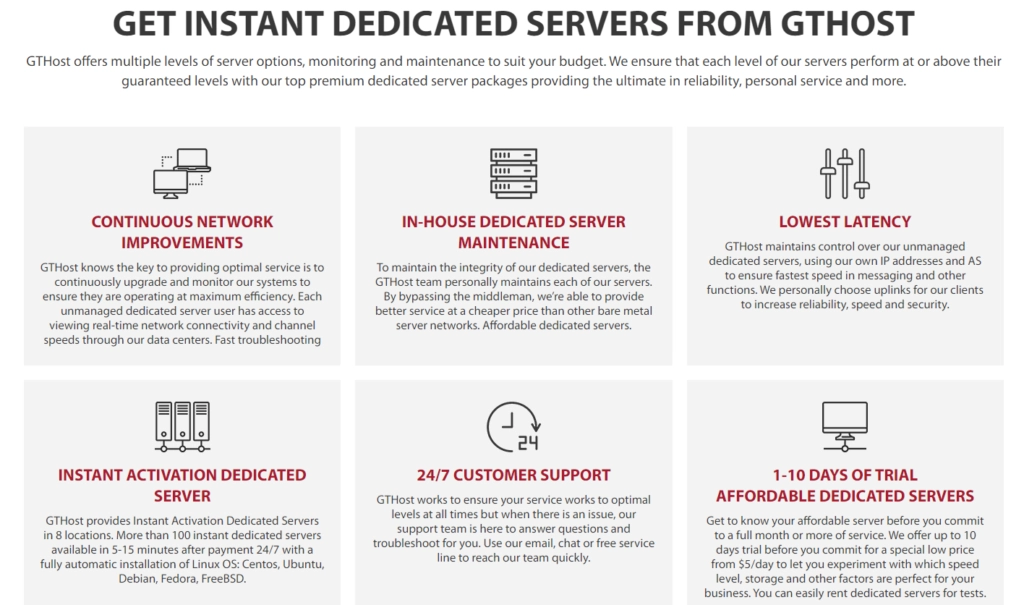 GET INSTANT DEDICATED SERVERS FROM GTHOST
GTHost offers multiple levels of server options, monitoring and maintenance to suit your budget. We ensure that each level of our servers perform at or above their
guaranteed levels with our top premium dedicated server packages providing the ultimate in reliability, personal service and more.
CONTINUOUS NETWORK
IMPROVEMENTS
GTHost knows the key to providing optimal service is to
continuously upgrade and monitor our systems to
ensure they are operating at maximum efficiency. Each
unmanaged dedicated server user has access to
viewing real-time network connectivity and channel
speeds through our data centers. Fast troubleshooting
IN-HOUSE DEDICATED SERVER
MAINTENANCE
To maintain the integrity of our dedicated servers, the
GTHost team personally maintains each of our servers.
By bypassing the middleman, we're able to provide
better service at a cheaper price than other bare metal
server networks. Affordable dedicated servers.
LOWEST LATENCY
GTHost maintains control over our unmanaged
dedicated servers, using our own IP addresses and AS
to ensure fastest speed in messaging and other
functions. We personally choose uplinks for our clients
to increase reliability, speed and security.
INSTANT ACTIVATION DEDICATED
SERVER
GTHost provides Instant Activation Dedicated Servers
in 8 locations. More than 100 instant dedicated servers
available in 5-15 minutes after payment 24/7 with a
fully automatic installation of Linux OS: Centos, Ubuntu,
Debian, Fedora, FreeBSD.
24
24/7 CUSTOMER SUPPORT
GTHost works to ensure your service works to optimal
levels at all times but when there is an issue, our
support team is here to answer questions and
troubleshoot for you. Use our email, chat or free service
line to reach our team quickly.
1-10 DAYS OF TRIAL
AFFORDABLE DEDICATED SERVERS
Get to know your affordable server before you commit
to a full month or more of service. We offer up to 10
days trial before you commit for a special low price
from $5/day to let you experiment with which speed
level, storage and other factors are perfect for your
business. You can easily rent dedicated servers for tests.